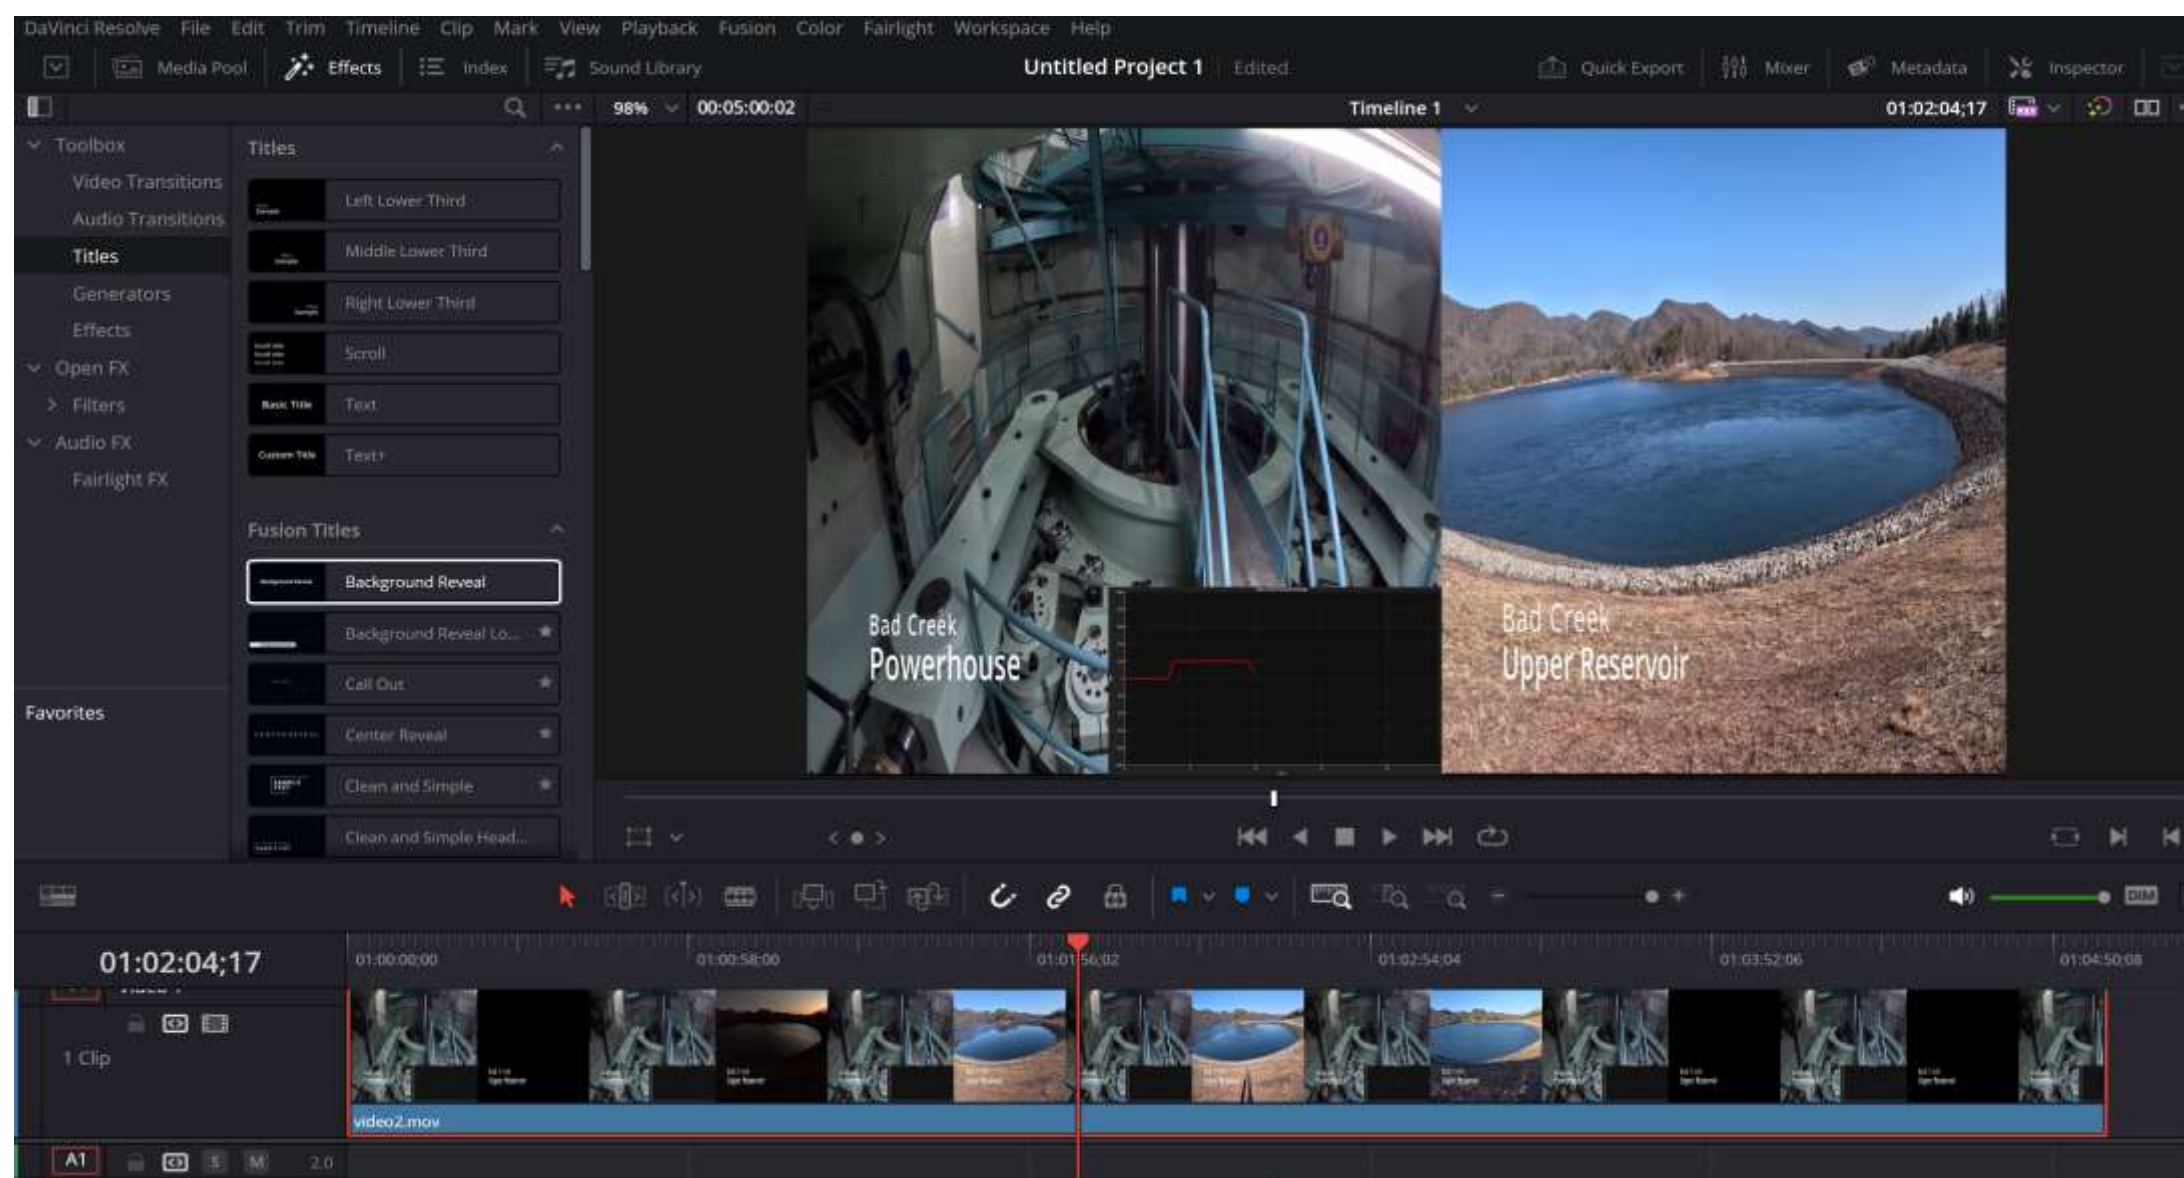 DaVinci Resolve File Edit Trim Timeline Clip Mark View Playback Fusion Color Fairlight Workspace Help
Media Pool Effects Index Sound Library Untitled Project 1 Edited Quick Export Mixer Metadata Inspector
98% 00:05:00:02 Timeline 1 01:02:04;17
Toolbox
Video Transitions
Audio Transitions
Titles
Generators
Effects
Open FX
Filters
Audio FX
Fairlight FX
Favorites
Titles
Left Lower Third
Middle Lower Third
Right Lower Third
Scroll
Basic Title Text
Custom Title Text+
Fusion Titles
Background Reveal
Background Reveal Lo...
Call Out
Center Reveal
Clean and Simple
Clean and Simple Head...
Bad Creek
Powerhouse
Bad Creek
Upper Reservoir
DIM
01:02:04;17
01:00:00;00 01:00:58:00 01:01:56;02 01:02:54;04 01:03:52;06 01:04:50;08
1 Clip
video2.mov
A1 S M 2.0